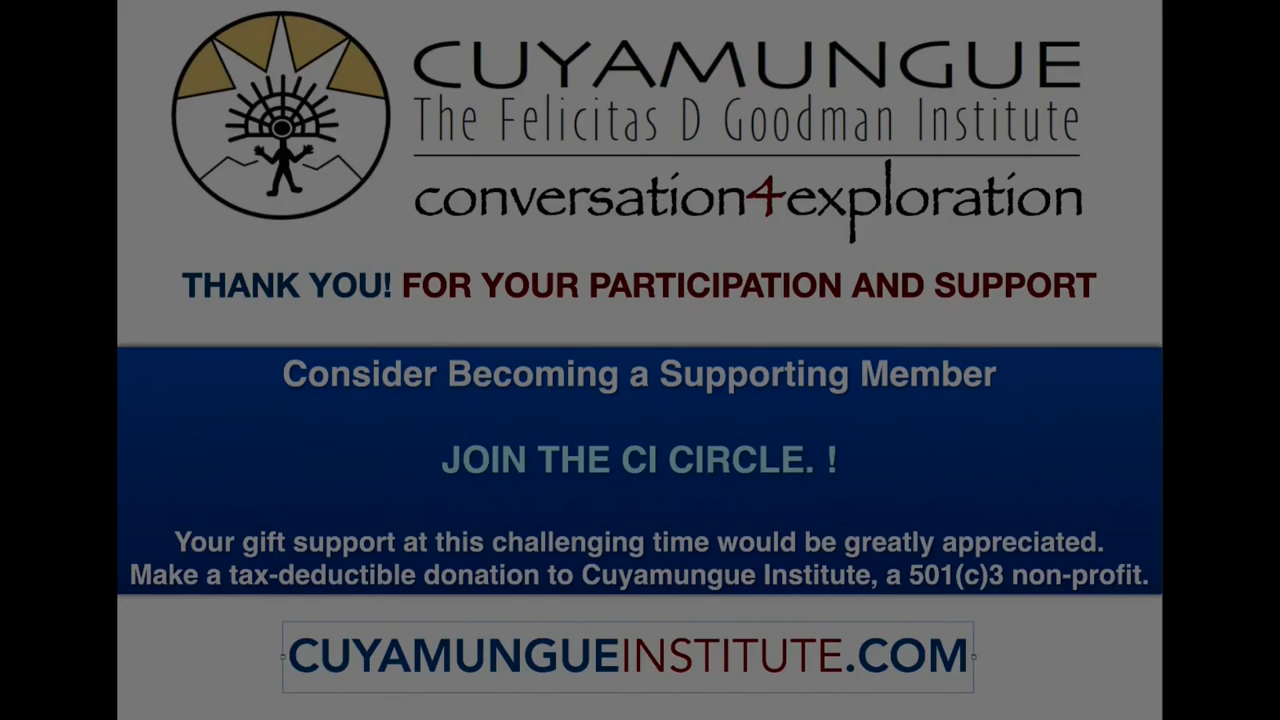 CUYAMUNGUE
The Felicitas D Goodman Institute
conversation4exploration
THANK YOU! FOR YOUR PARTICIPATION AND SUPPORT
Consider Becoming a Supporting Member
JOIN THE CI CIRCLE. !
Your gift support at this challenging time would be greatly appreciated.
Make a tax-deductible donation to Cuyamungue Institute, a 501(c)3 non-profit.
CUYAMUNGUEINSTITUTE.COM